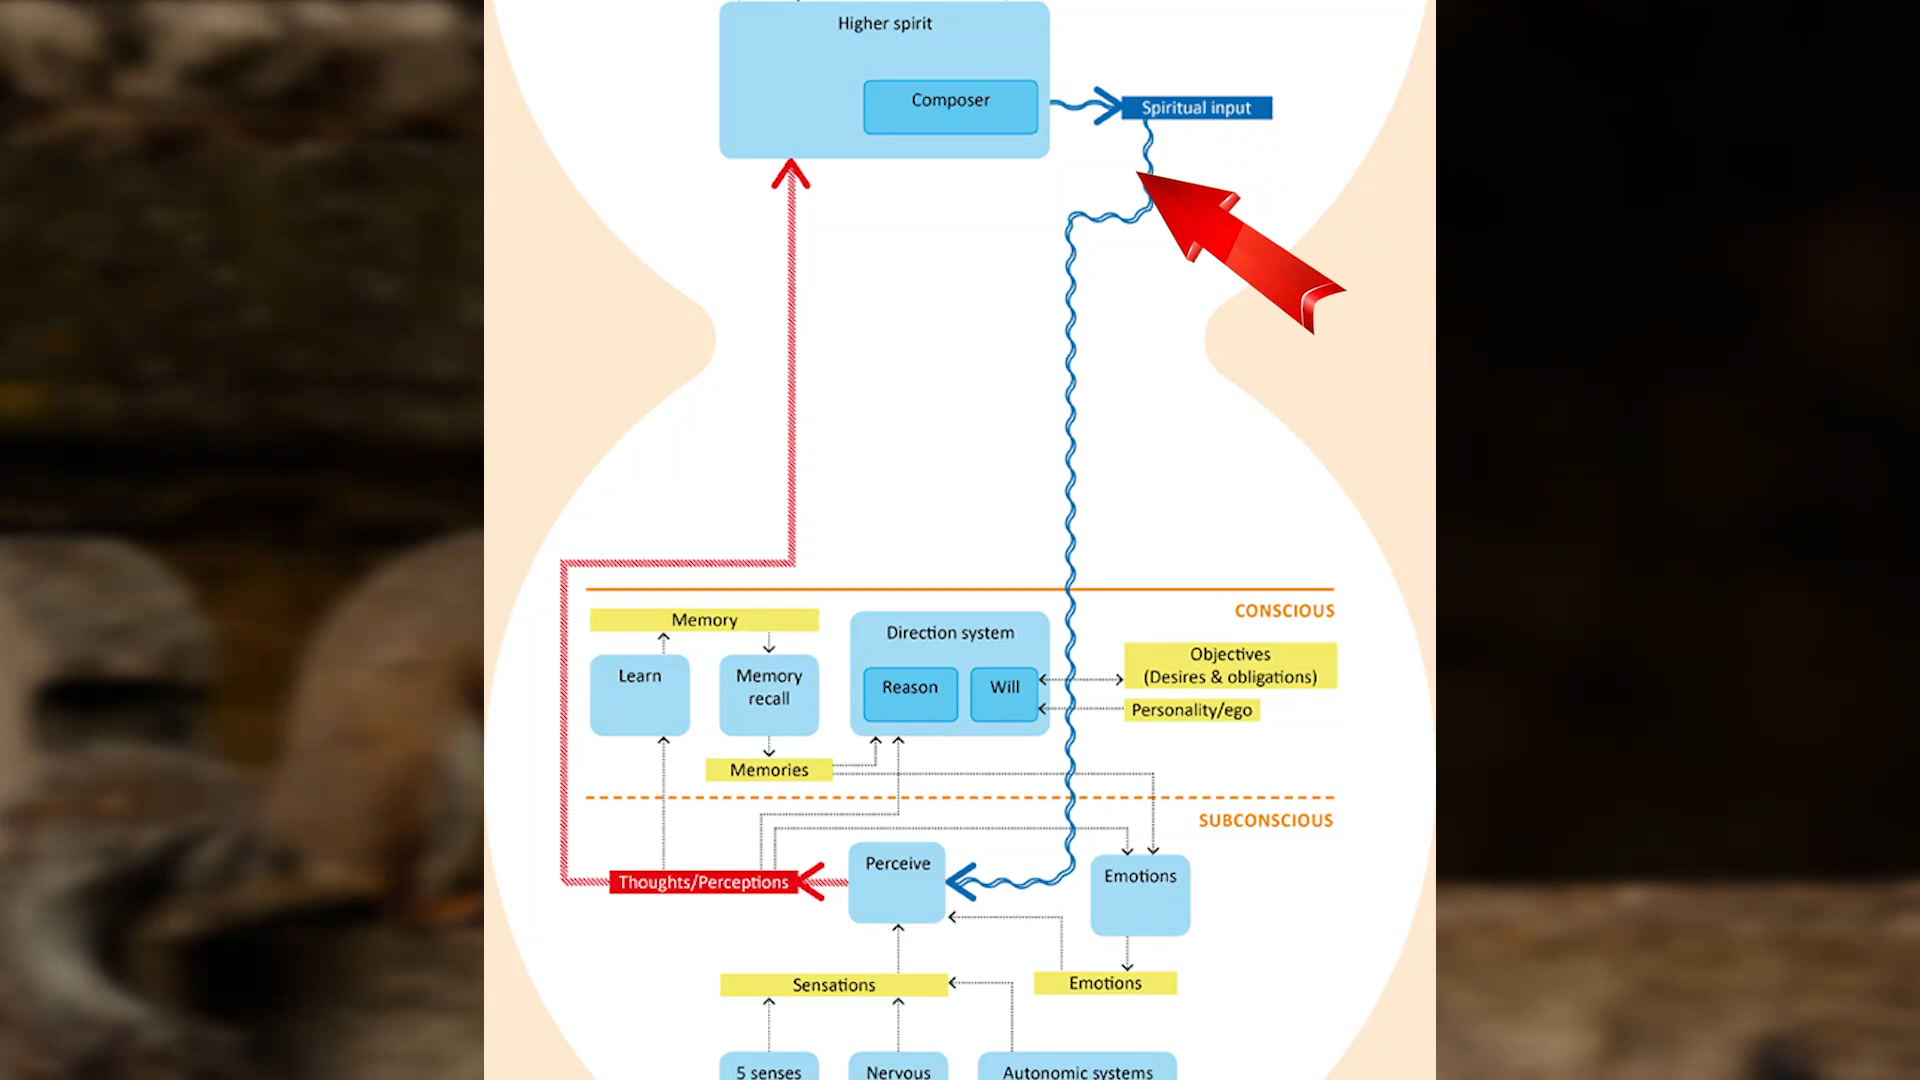 Higher spirit
Composer
Spiritual input
CONSCIOUS
Memory
Direction system
Learn
Memory
recall
Reason
Will
Objectives
(Desires & obligations)
Personality/ego
Memories
SUBCONSCIOUS
Perceive
Thoughts/Perceptions
Emotions
Sensations
Emotions
5 senses
Nervous
Autonomic systems